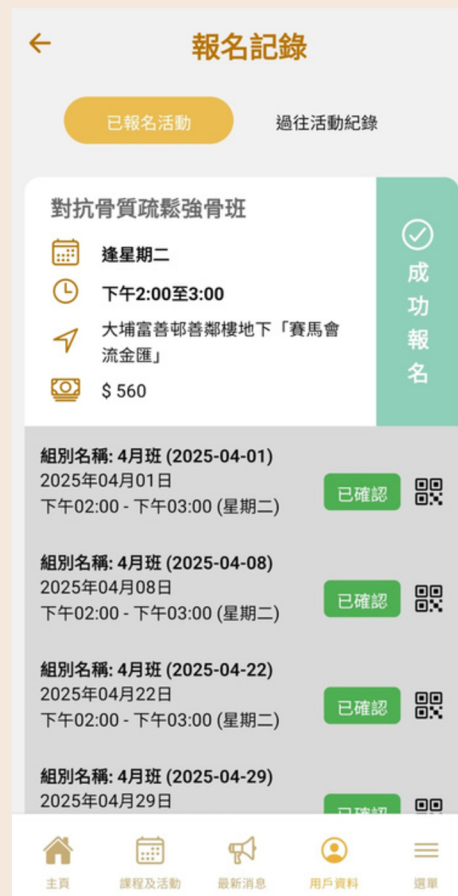 報名記錄
已報名活動
過往活動紀錄
對抗骨質疏鬆強骨班
逢星期二
下午2:00至3:00
大埔富善邨善鄰樓地下「賽馬會
流金匯」
$ 560
成功報名
組別名稱: 4月班 (2025-04-01)
2025年04月01日
下午02:00 - 下午03:00 (星期二)
已確認
組別名稱: 4月班 (2025-04-08)
2025年04月08日
下午02:00 - 下午03:00 (星期二)
已確認
組別名稱: 4月班 (2025-04-22)
2025年04月22日
下午02:00 - 下午03:00 (星期二)
已確認
組別名稱: 4月班 (2025-04-29)
2025年04月29日
已確認
主頁
課程及活動
最新消息
用戶資料
選單